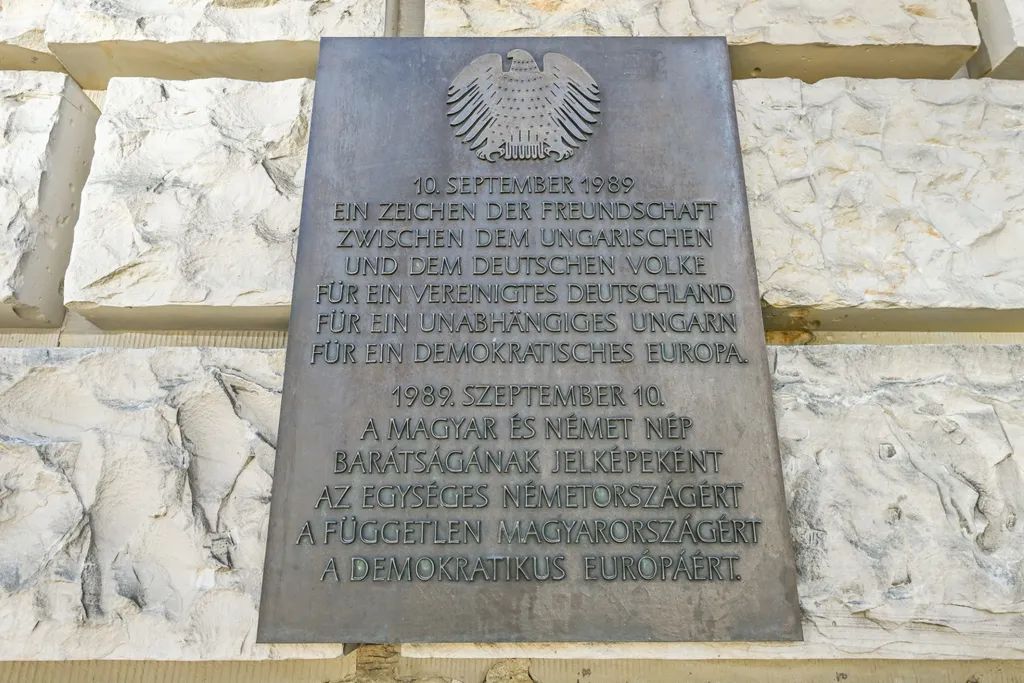 10. SEPTEMBER 1989
EIN ZEICHEN DER FREUNDSCHAFT
ZWISCHEN DEM UNGARISCHEN
UND DEM DEUTSCHEN VOLKE
FÜR EIN VEREINIGTES DEUTSCHLAND
FÜR EIN UNABHÄNGIGES UNGARN
FÜR EIN DEMOKRATISCHES EUROPA.
1989. SZEPTEMBER 10.
A MAGYAR ÉS NÉMET NÉP
BARÁTSÁGÁNAK JELKÉPEKÉNT
AZ EGYSÉGES NÉMETORSZÁGÉRT
A FÜGGETLEN MAGYARORSZÁGÉRT
A DEMOKRATIKUS EURÓPÁÉRT.